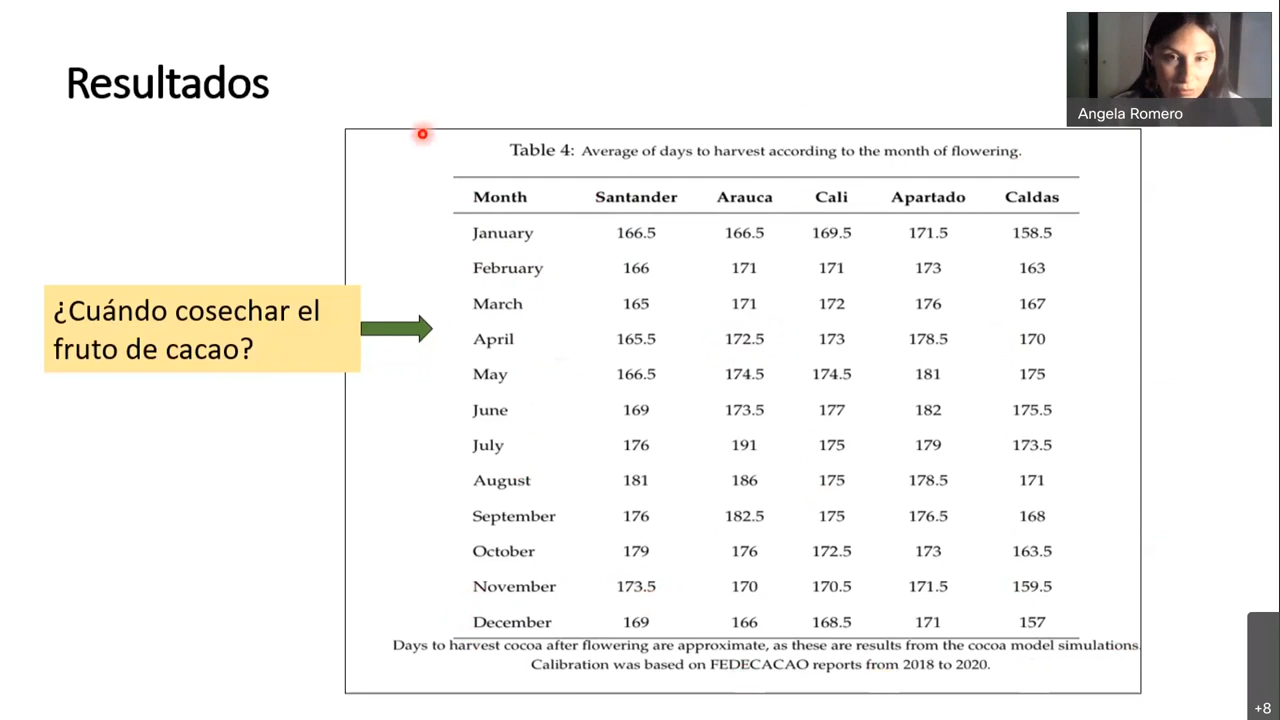 Resultados
Angela Romero
¿Cuándo cosechar el
fruto de cacao?
Table 4: Average of days to harvest according to the month of flowering.
Month Santander Arauca Cali Apartado Caldas
January 166.5 166.5 169.5 171.5 158.5
February 166 171 171 173 163
March 165 171 172 176 167
April 165.5 172.5 173 178.5 170
May 166.5 174.5 174.5 181 175
June 169 173.5 177 182 175.5
July 176 191 175 179 173.5
August 181 186 175 178.5 171
September 176 182.5 175 176.5 168
October 179 176 172.5 173 163.5
November 173.5 170 170.5 171.5 159.5
December 169 166 168.5 171 157
Days to harvest cocoa after flowering are approximate, as these are results from the cocoa model simulations.
Calibration was based on FEDECACAO reports from 2018 to 2020.
+8